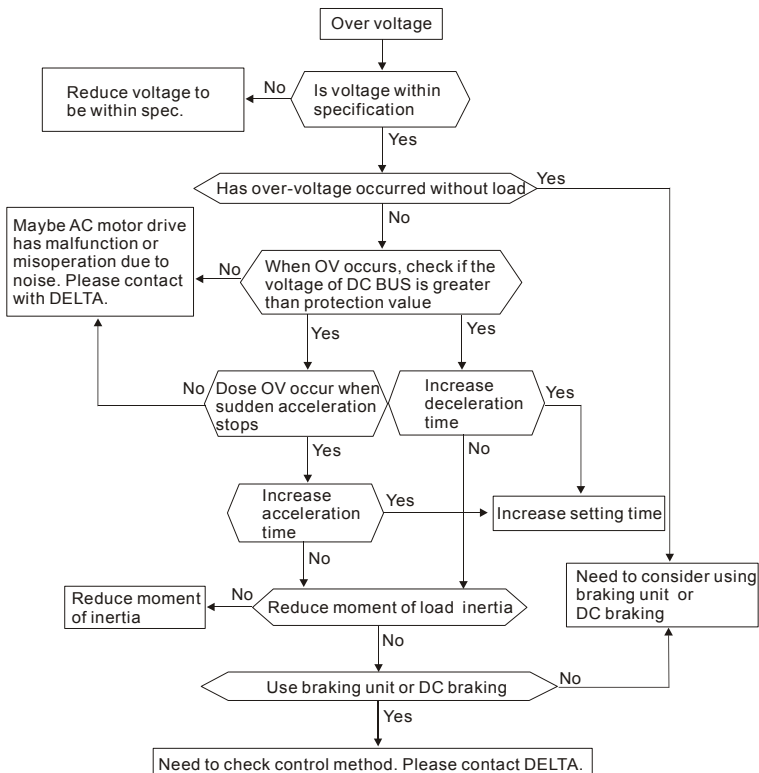 Over voltage
Reduce voltage to
be within spec.
No
Is voltage within
specification
Yes
Has over-voltage occurred without load
Yes
No
Maybe AC motor drive
has malfunction or
misoperation due to
noise. Please contact
with DELTA.
No
When OV occurs, check if the
voltage of DC BUS is greater
than protection value
Yes
Yes
No
Dose OV occur when
sudden acceleration
stops
Increase
deceleration
time
Yes
Yes
No
Increase
acceleration
time
Yes
Increase setting time
No
Need to consider using
braking unit or
DC braking
Reduce moment
of inertia
No
Reduce moment of load inertia
No
Use braking unit or DC braking
No
Yes
Need to check control method. Please contact DELTA.